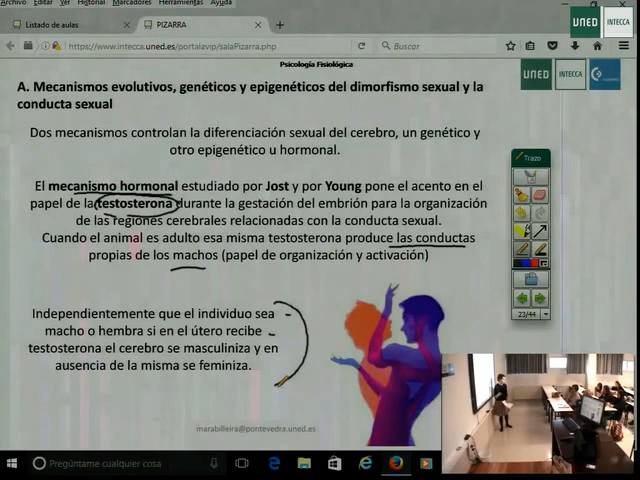 Archivo Editar Ver Historial Marcadores Herramientas Ayuda
Listado de aulas
PIZARRA
https://www.intecca.uned.es/portalavip/salaPizarra.php
Buscar
UNED
INTECCA
Psicología Fisiológica
UNED
INTECCA
A. Mecanismos evolutivos, genéticos y epigenéticos del dimorfismo sexual y la
conducta sexual
Dos mecanismos controlan la diferenciación sexual del cerebro, un genético y
otro epigenético u hormonal.
El mecanismo hormonal estudiado por Jost y por Young pone el acento en el
papel de la testosterona durante la gestación del embrión para la organización
de las regiones cerebrales relacionadas con la conducta sexual.
Cuando el animal es adulto esa misma testosterona produce las conductas
propias de los machos (papel de organización y activación)
Independientemente que el individuo sea
macho o hembra si en el útero recibe
testosterona el cerebro se masculiniza y en
ausencia de la misma se feminiza.
Trazo
23/44
marabilleira@pontevedra.uned.es
Pregúntame cualquier cosa